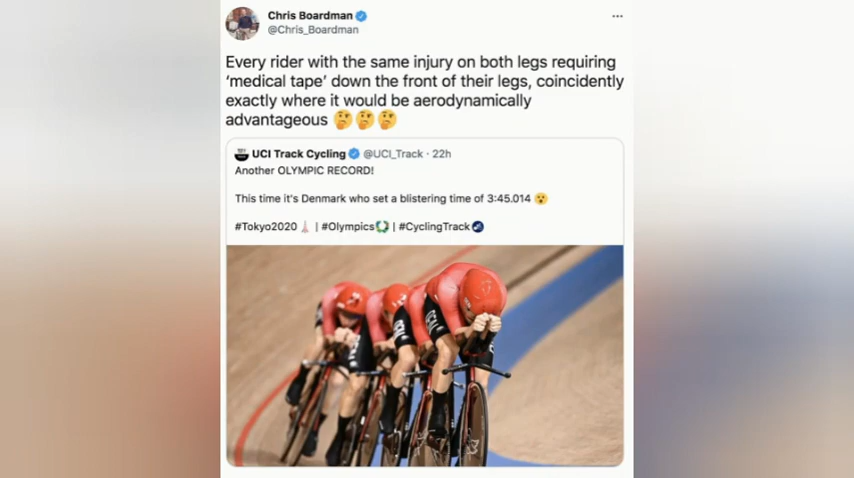 Chris Boardman
@Chris_Boardman
Every rider with the same injury on both legs requiring
‘medical tape’ down the front of their legs, coincidently
exactly where it would be aerodynamically
advantageous 🤔🤔🤔
UCI Track Cycling @UCI_Track · 22h
Another OLYMPIC RECORD!
This time it's Denmark who set a blistering time of 3:45.014 😮
#Tokyo2020 | #Olympics | #CyclingTrack